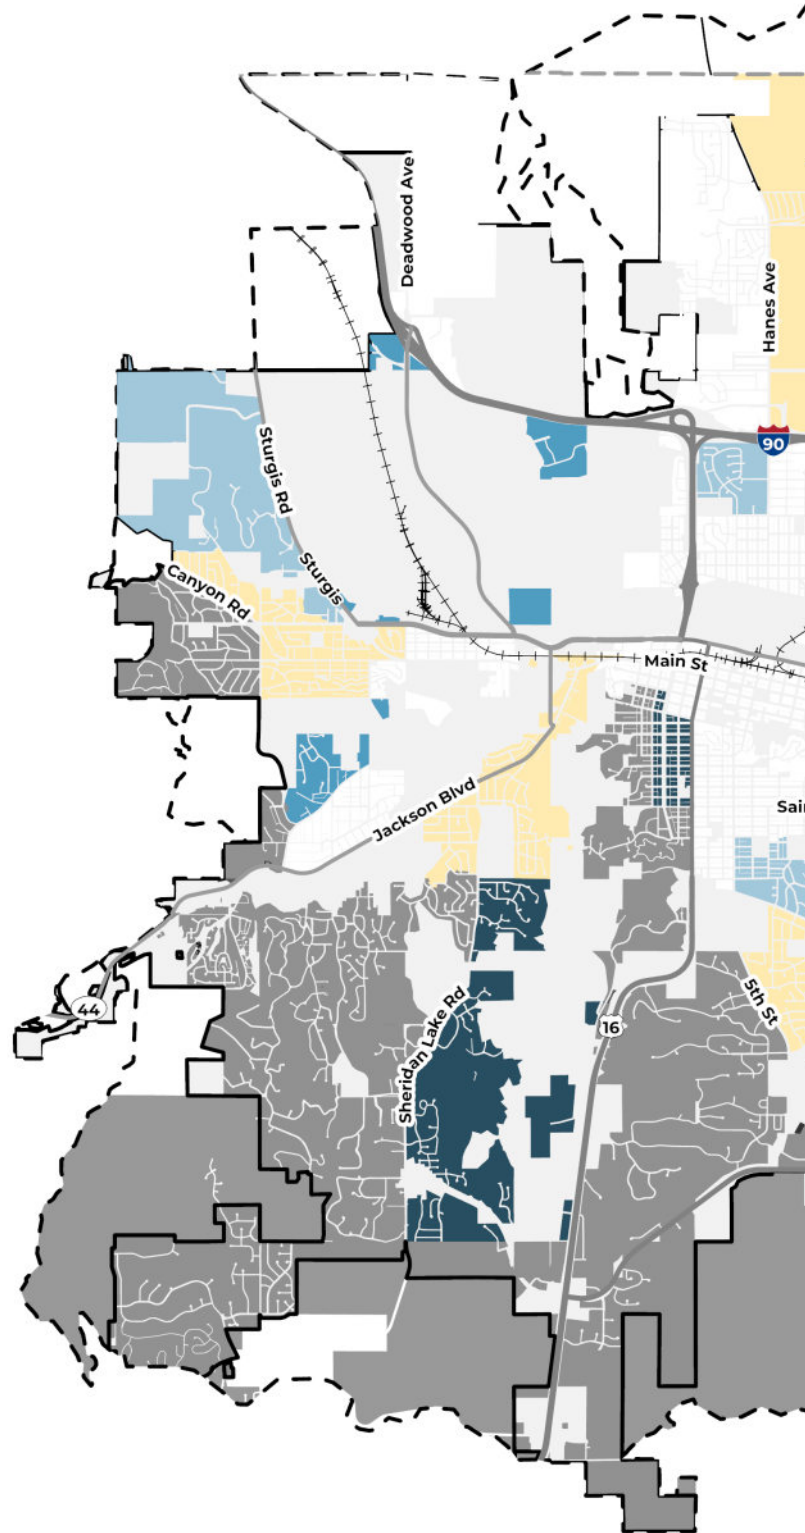 Deadwood Ave
Hanes Ave
90
Sturgis Rd
Sturgis
Canyon Rd
Main St
Jackson Blvd
Sair
5th St
Sheridan Lake Rd
44
16